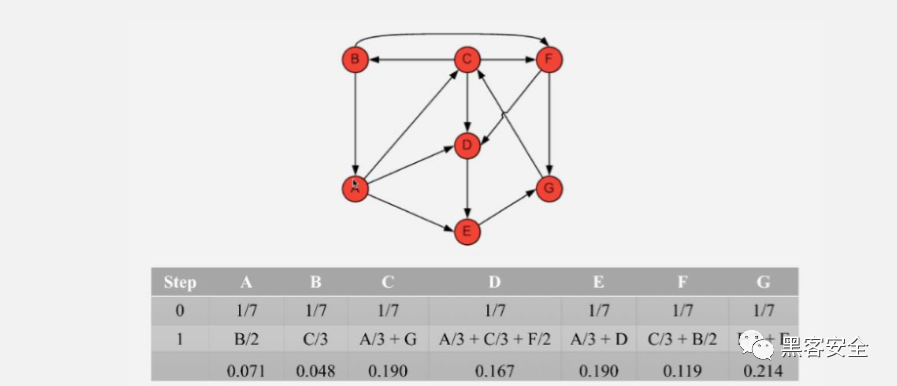 B C F
D
A G
E
Step A B C D E F G
0 1/7 1/7 1/7 1/7 1/7 1/7 1/7
1 B/2 C/3 A/3 + G A/3 + C/3 + F/2 A/3 + D C/3 + B/2
0.071 0.048 0.190 0.167 0.190 0.119 0.214
黑客安全